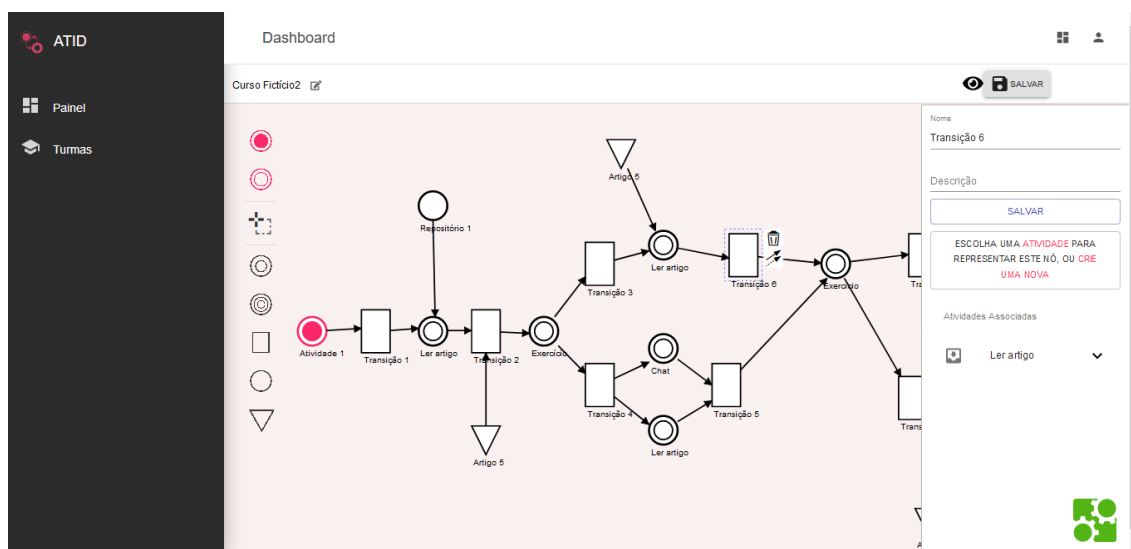 ATID
Dashboard
Painel
Turmas
Curso Fictício2
SALVAR
Nome
Transição 6
Descrição
SALVAR
ESCOLHA UMA ATIVIDADE PARA
REPRESENTAR ESTE NÓ, OU CRIE
UMA NOVA
Atividades Associadas
Ler artigo
Artigo 5
Repositório 1
Ler artigo
Transição 6
Exercício
Transição 3
Atividade 1
Transição 1
Ler artigo
Transição 2
Exercício
Chat
Transição 4
Transição 5
Ler artigo
Artigo 5
Tra
Trans
A